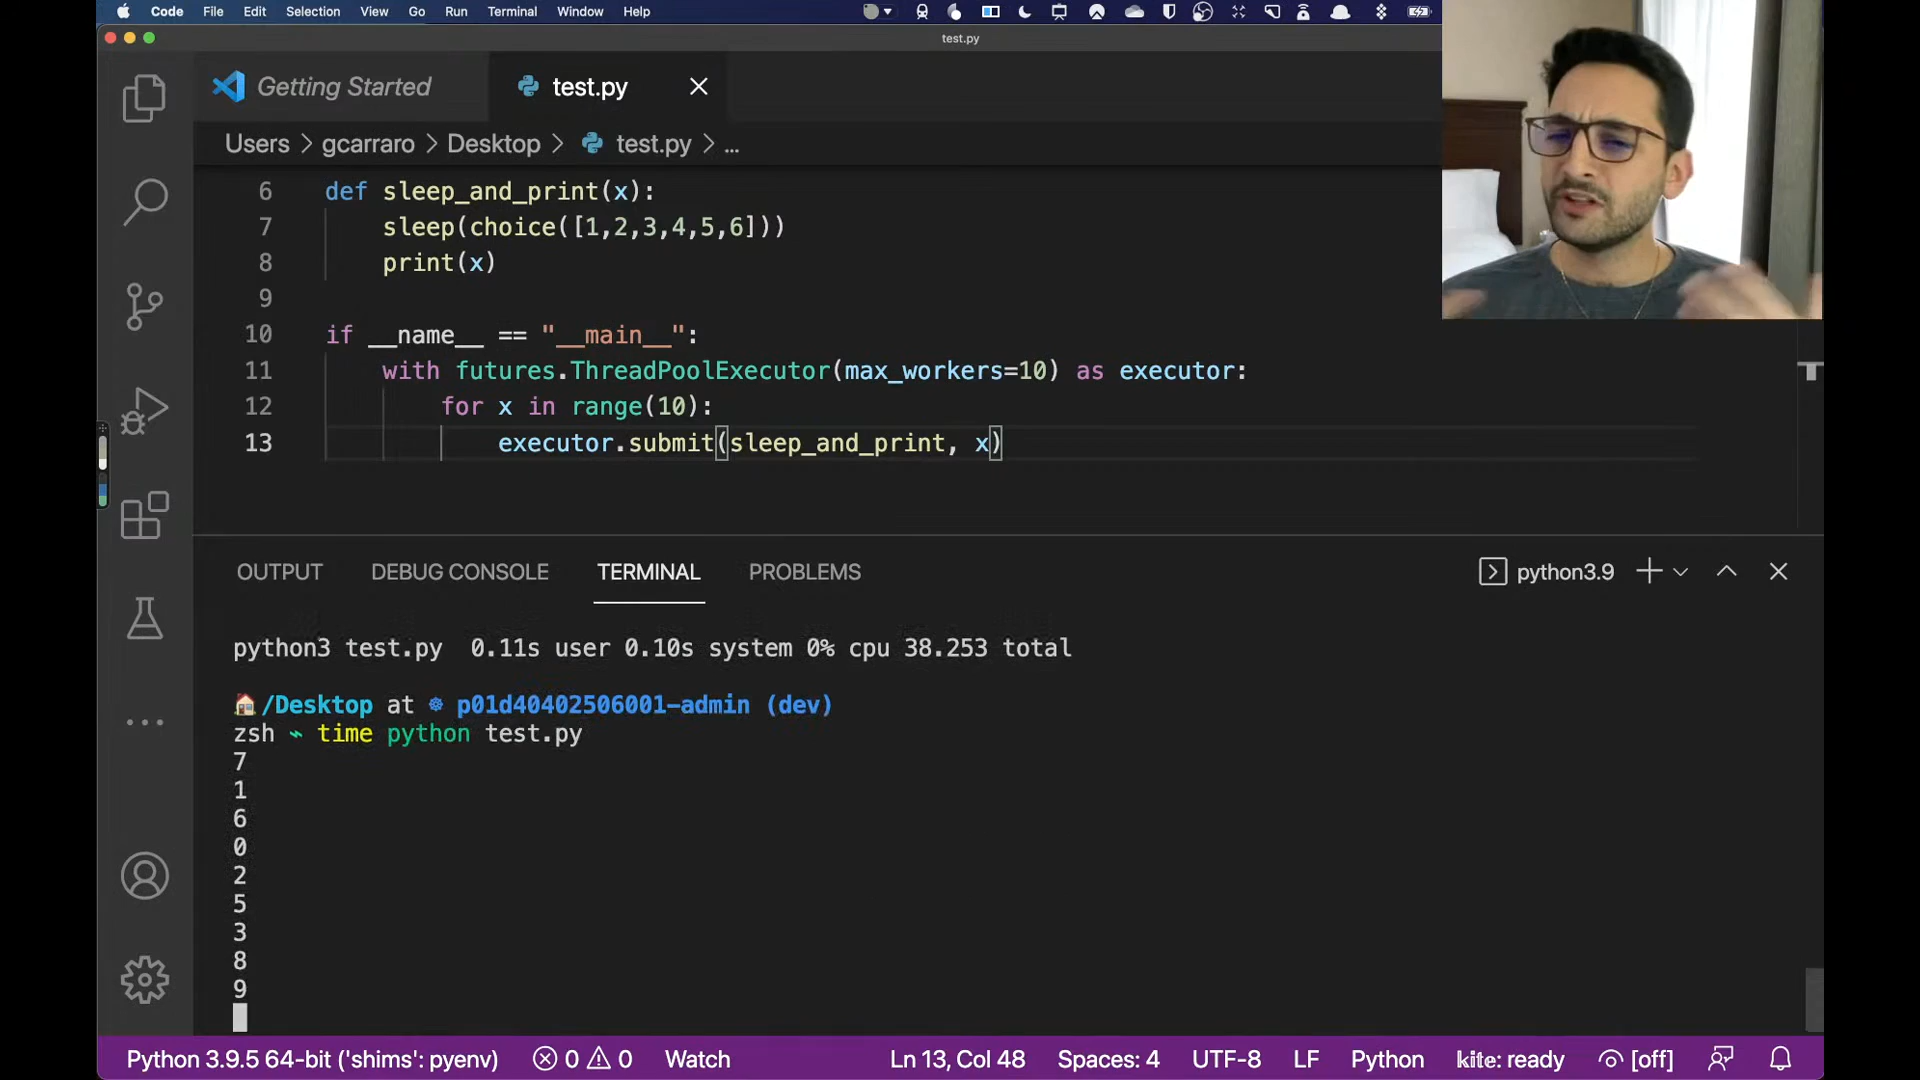 Code File Edit Selection View Go Run Terminal Window Help
test.py
Getting Started test.py
Users > gcarraro > Desktop > test.py > ...
6 def sleep_and_print(x):
7 sleep(choice([1,2,3,4,5,6]))
8 print(x)
9
10 if __name__ == "__main__":
11 with futures.ThreadPoolExecutor(max_workers=10) as executor:
12 for x in range(10):
13 executor.submit(sleep_and_print, x)
OUTPUT DEBUG CONSOLE TERMINAL PROBLEMS python3.9
python3 test.py 0.11s user 0.10s system 0% cpu 38.253 total
/Desktop at ☸ p01d40402506001-admin (dev)
zsh ⌁ time python test.py
7
1
6
0
2
5
3
8
9
Python 3.9.5 64-bit ('shims': pyenv) 0 0 Watch Ln 13, Col 48 Spaces: 4 UTF-8 LF Python kite: ready [off]